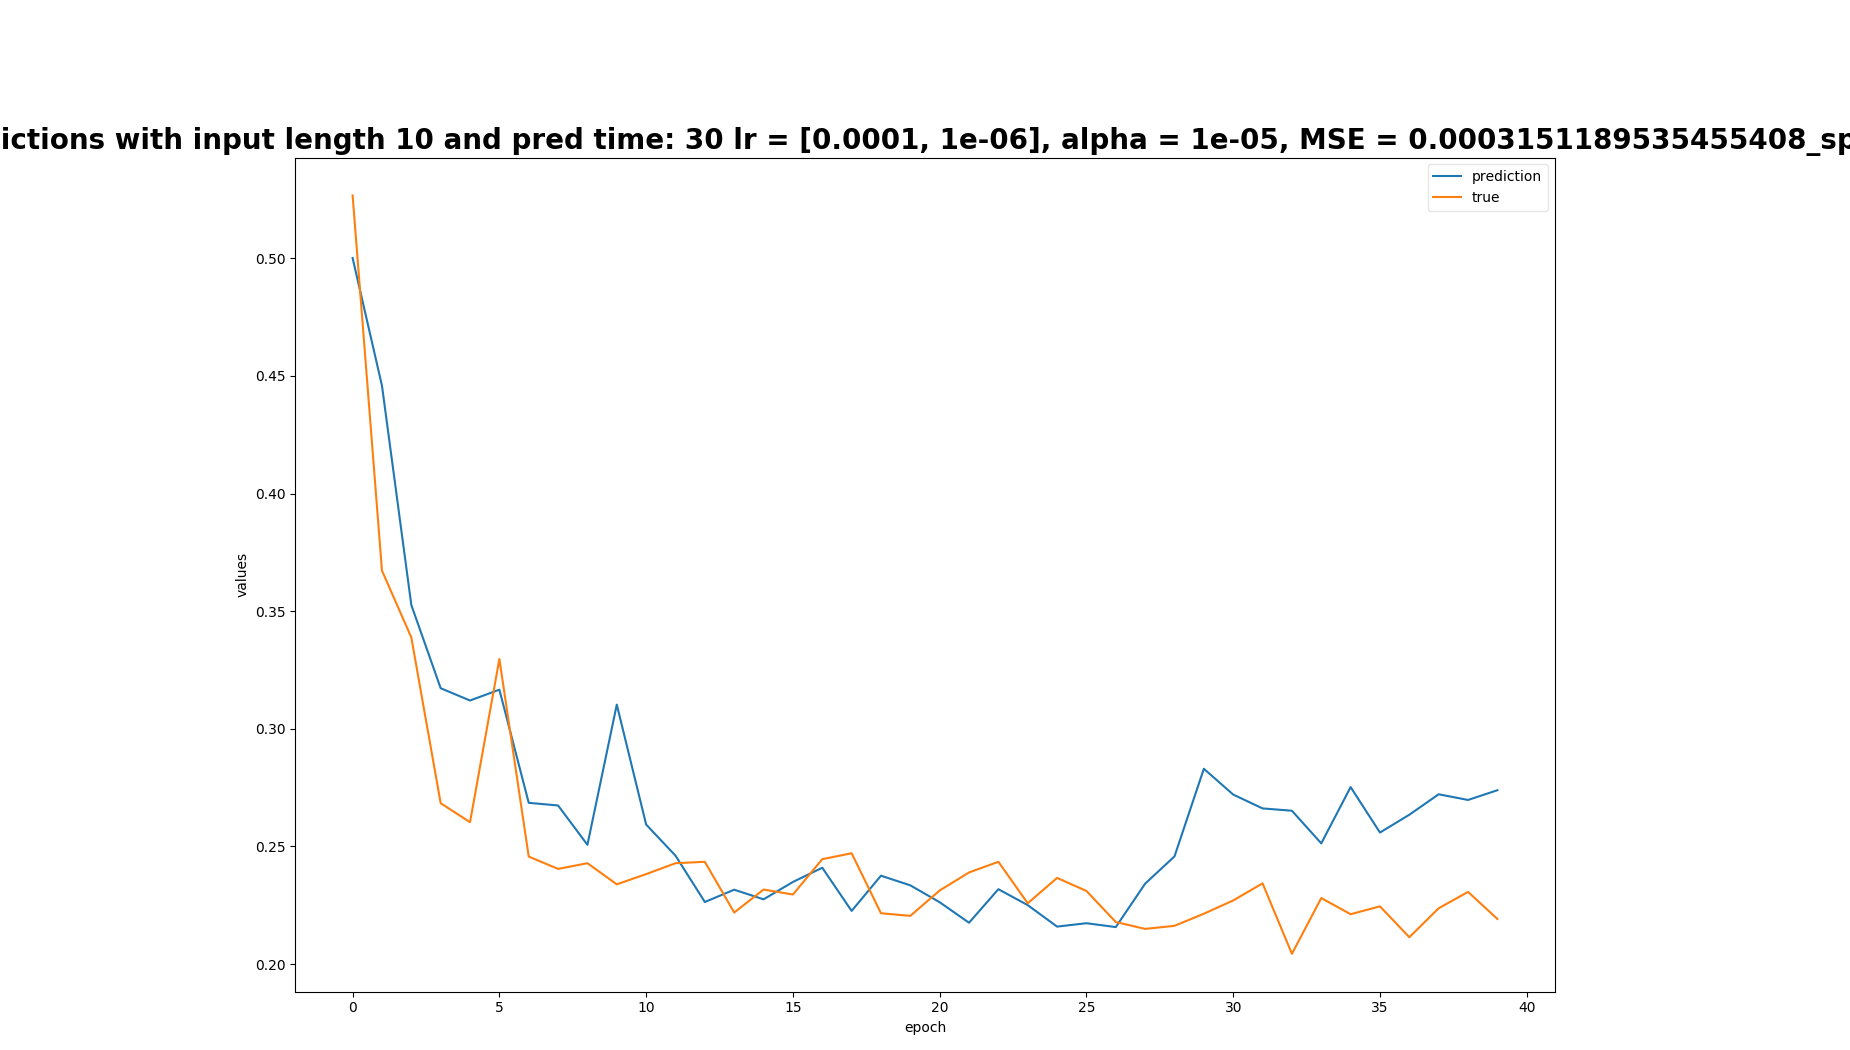 ictions with input length 10 and pred time: 30 lr = [0.0001, 1e-06], alpha = 1e-05, MSE = 0.0003151189535455408_sp
prediction
true
0.50
0.45
0.40
0.35
0.30
0.25
0.20
values
0 5 10 15 20 25 30 35 40
epoch